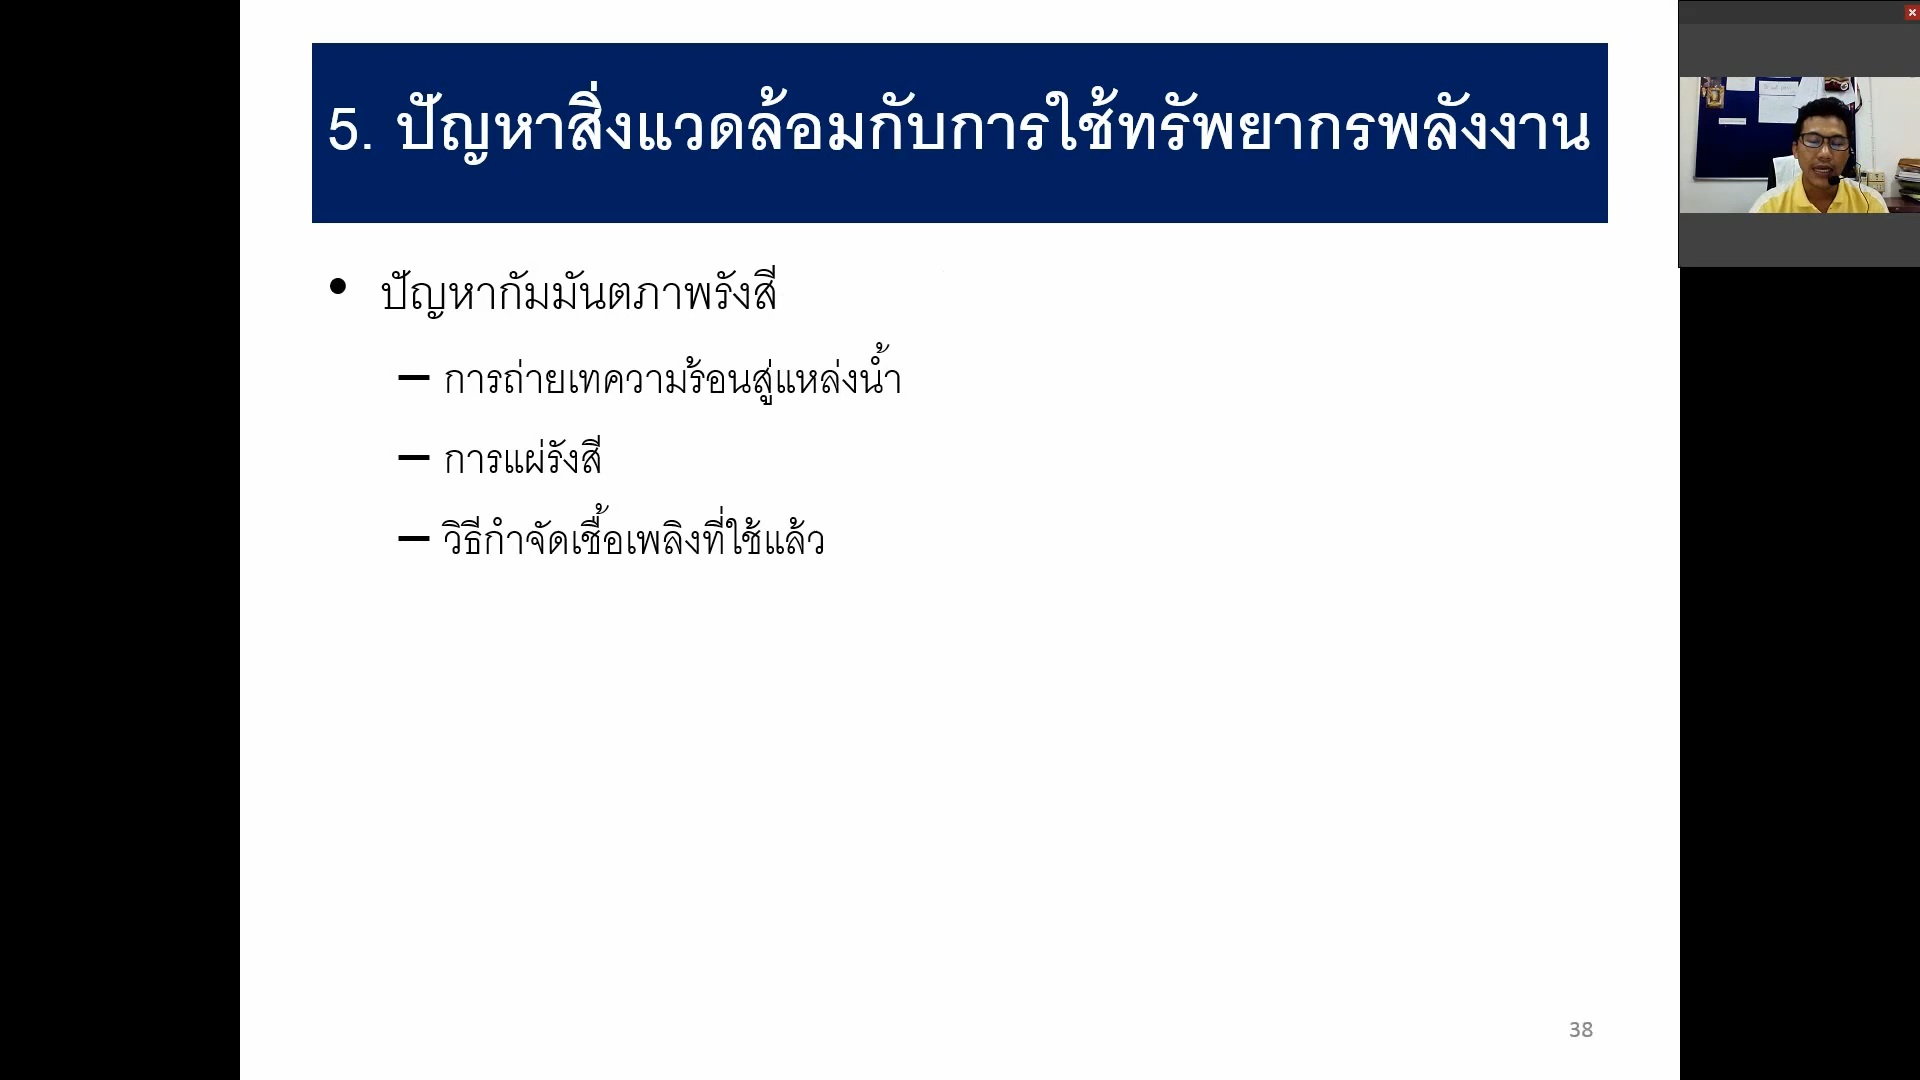 5. ปัญหาสิ่งแวดล้อมกับการใช้ทรัพยากรพลังงาน
• ปัญหากัมมันตภาพรังสี
– การถ่ายเทความร้อนสู่แหล่งน้ำ
– การแผ่รังสี
– วิธีกำจัดเชื้อเพลิงที่ใช้แล้ว
38